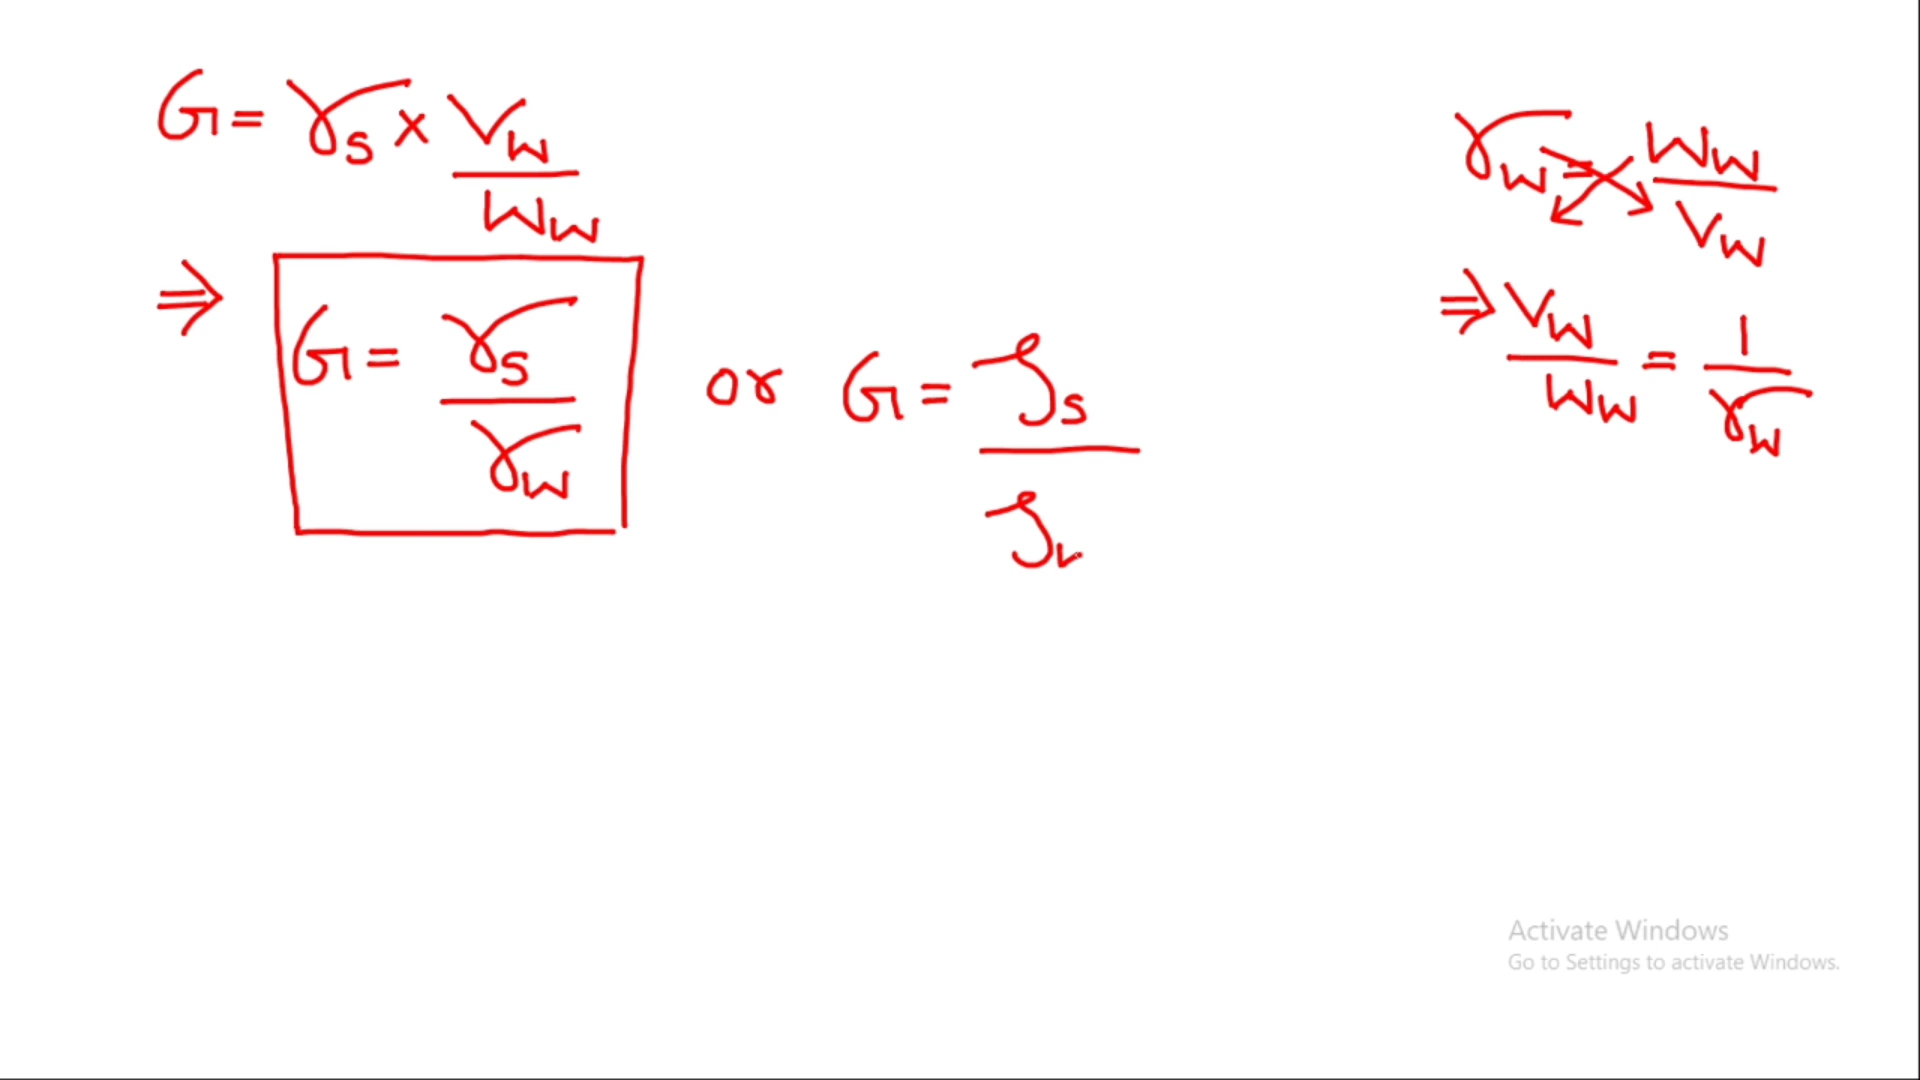 G = γs × Vw / Ww
⇒ G = γs / γw or G = ρs / ρv
γw = Ww / Vw
⇒ Vw / Ww = 1 / γw
Activate Windows
Go to Settings to activate Windows.